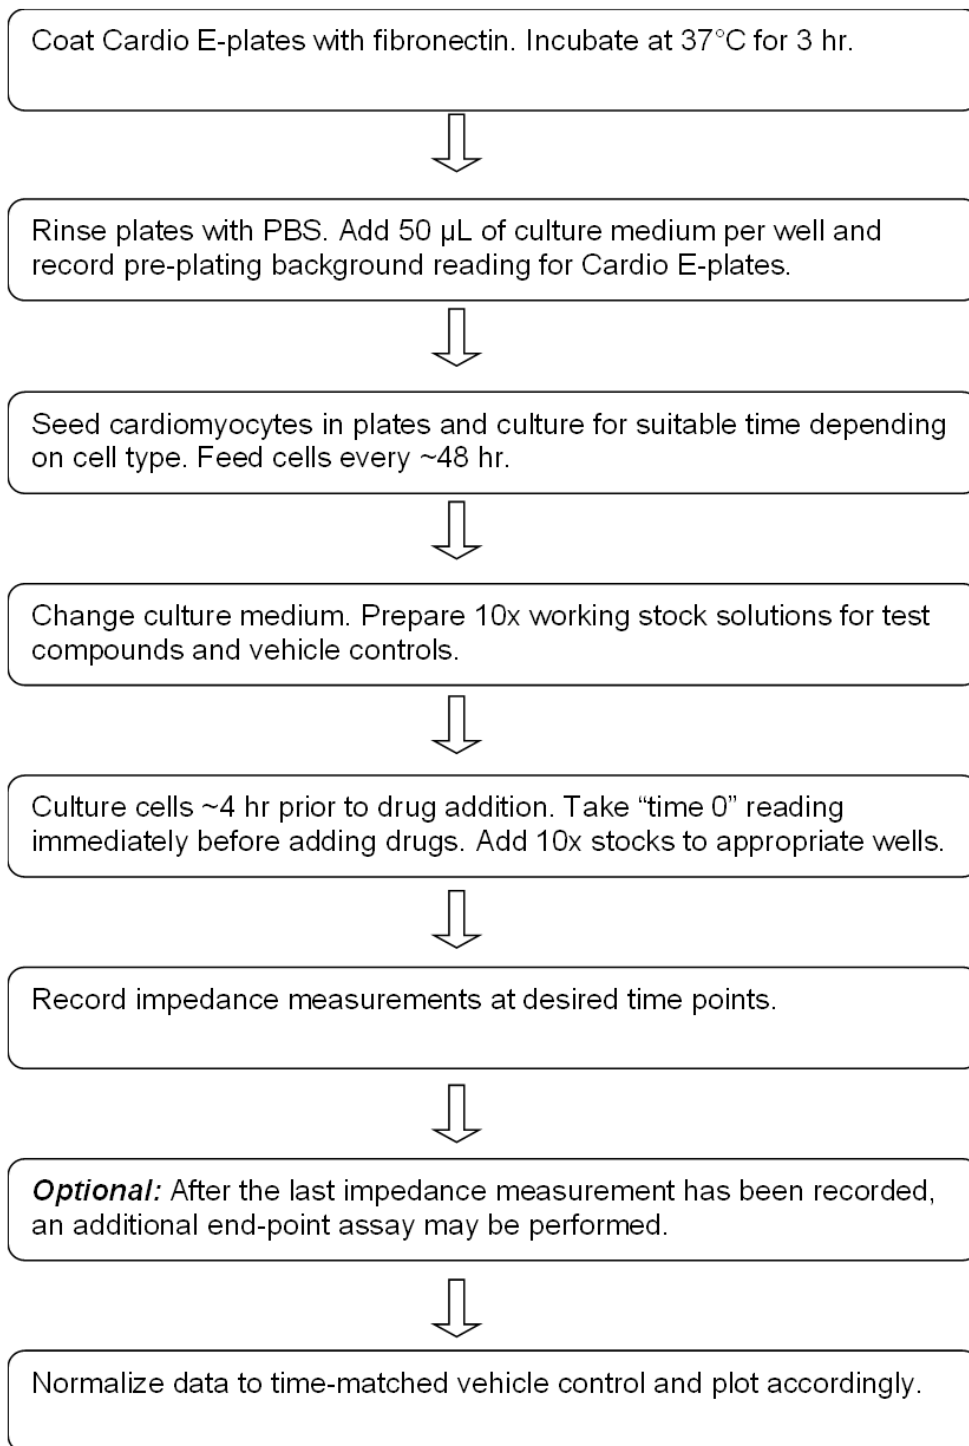 Coat Cardio E-plates with fibronectin. Incubate at 37°C for 3 hr.
Rinse plates with PBS. Add 50 µL of culture medium per well and
record pre-plating background reading for Cardio E-plates.
Seed cardiomyocytes in plates and culture for suitable time depending
on cell type. Feed cells every ~48 hr.
Change culture medium. Prepare 10x working stock solutions for test
compounds and vehicle controls.
Culture cells ~4 hr prior to drug addition. Take “time 0” reading
immediately before adding drugs. Add 10x stocks to appropriate wells.
Record impedance measurements at desired time points.
Optional: After the last impedance measurement has been recorded,
an additional end-point assay may be performed.
Normalize data to time-matched vehicle control and plot accordingly.